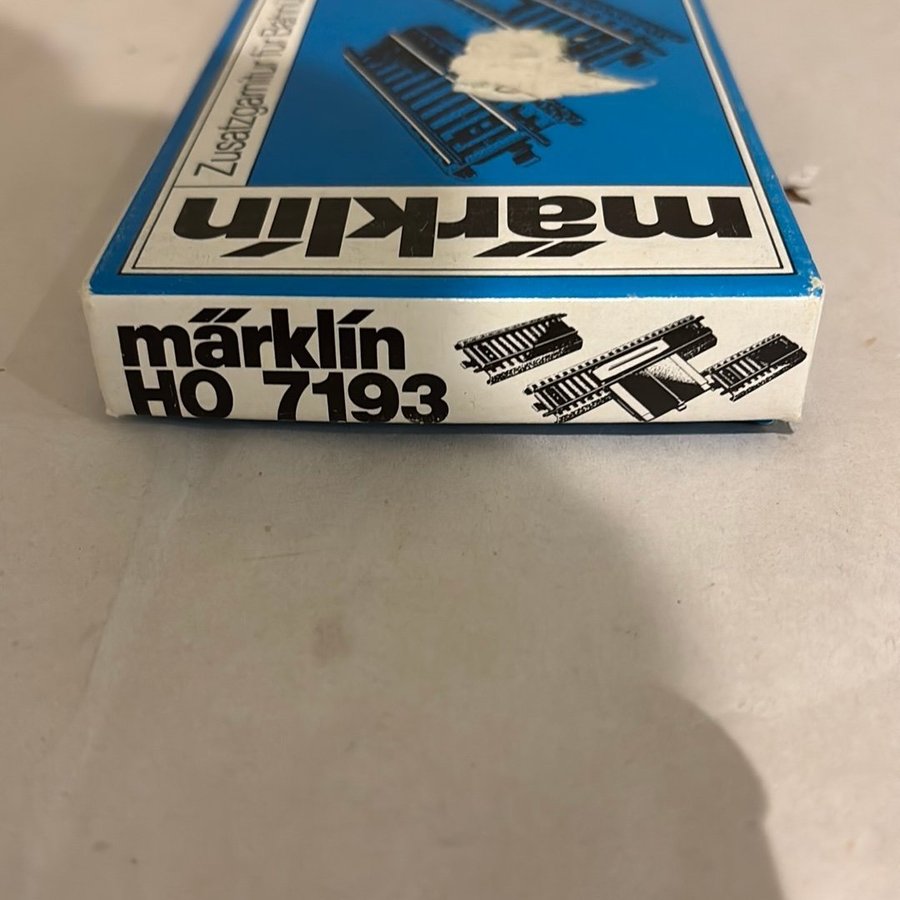 Zusatzgarnitur für
märklin
märklin
HO 7193